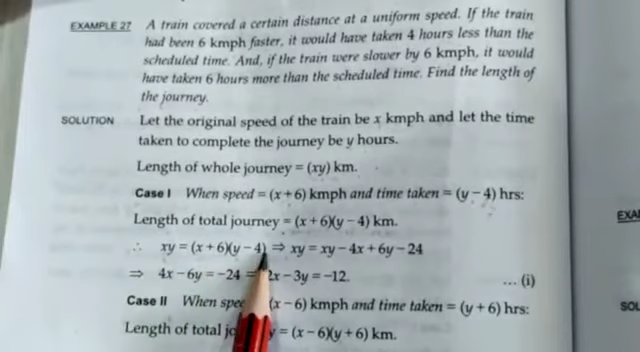 EXAMPLE 27 A train covered a certain distance at a uniform speed. If the train
had been 6 kmph faster, it would have taken 4 hours less than the
scheduled time. And, if the train were slower by 6 kmph, it would
have taken 6 hours more than the scheduled time. Find the length of
the journey.
SOLUTION Let the original speed of the train be x kmph and let the time
taken to complete the journey be y hours.
Length of whole journey = (xy) km.
Case I When speed = (x + 6) kmph and time taken = (y − 4) hrs:
Length of total journey = (x + 6)(y − 4) km.
∴ xy = (x + 6)(y − 4) ⇒ xy = xy − 4x + 6y − 24
⇒ 4x − 6y = −24 2x − 3y = −12. ... (i)
Case II When (x − 6) kmph and time taken = (y + 6) hrs:
Length of total = (x − 6)(y + 6) km.